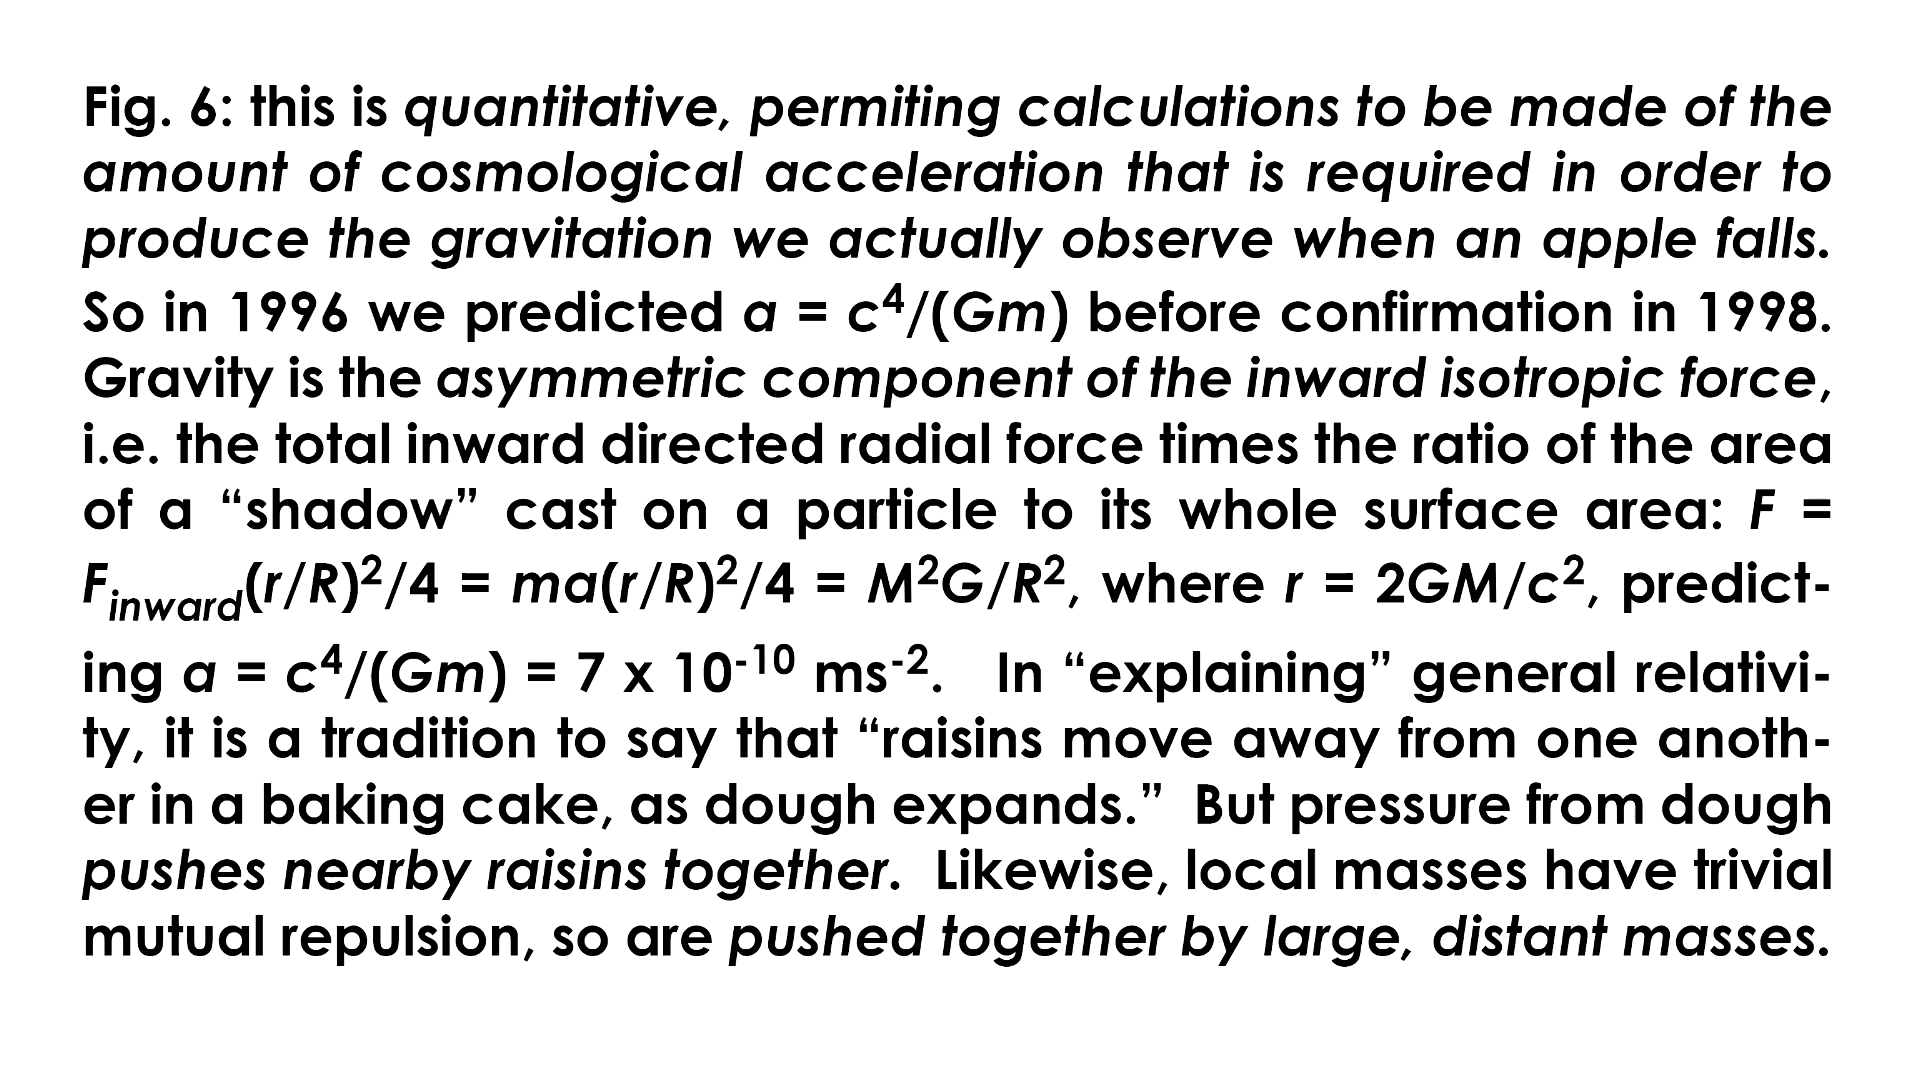 Fig. 6: this is quantitative, permiting calculations to be made of the
amount of cosmological acceleration that is required in order to
produce the gravitation we actually observe when an apple falls.
So in 1996 we predicted a = c⁴/(Gm) before confirmation in 1998.
Gravity is the asymmetric component of the inward isotropic force,
i.e. the total inward directed radial force times the ratio of the area
of a “shadow” cast on a particle to its whole surface area: F =
F_inward(r/R)²/4 = ma(r/R)²/4 = M²G/R², where r = 2GM/c², predict-
ing a = c⁴/(Gm) = 7 x 10⁻¹⁰ ms⁻². In “explaining” general relativi-
ty, it is a tradition to say that “raisins move away from one anoth-
er in a baking cake, as dough expands.” But pressure from dough
pushes nearby raisins together. Likewise, local masses have trivial
mutual repulsion, so are pushed together by large, distant masses.